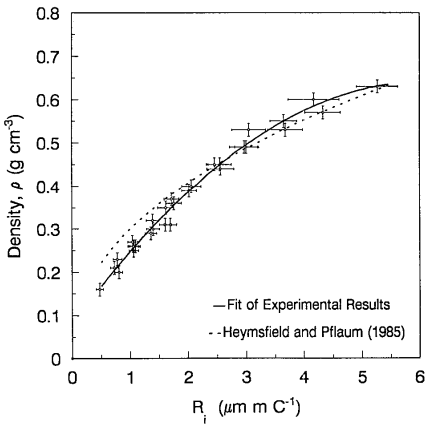 0.8
0.7
0.6
0.5
0.4
0.3
0.2
0.1
0
Density, ρ (g cm⁻³)
—Fit of Experimental Results
---Heymsfield and Pflaum (1985)
0 1 2 3 4 5 6
Rᵢ (μm m C⁻¹)